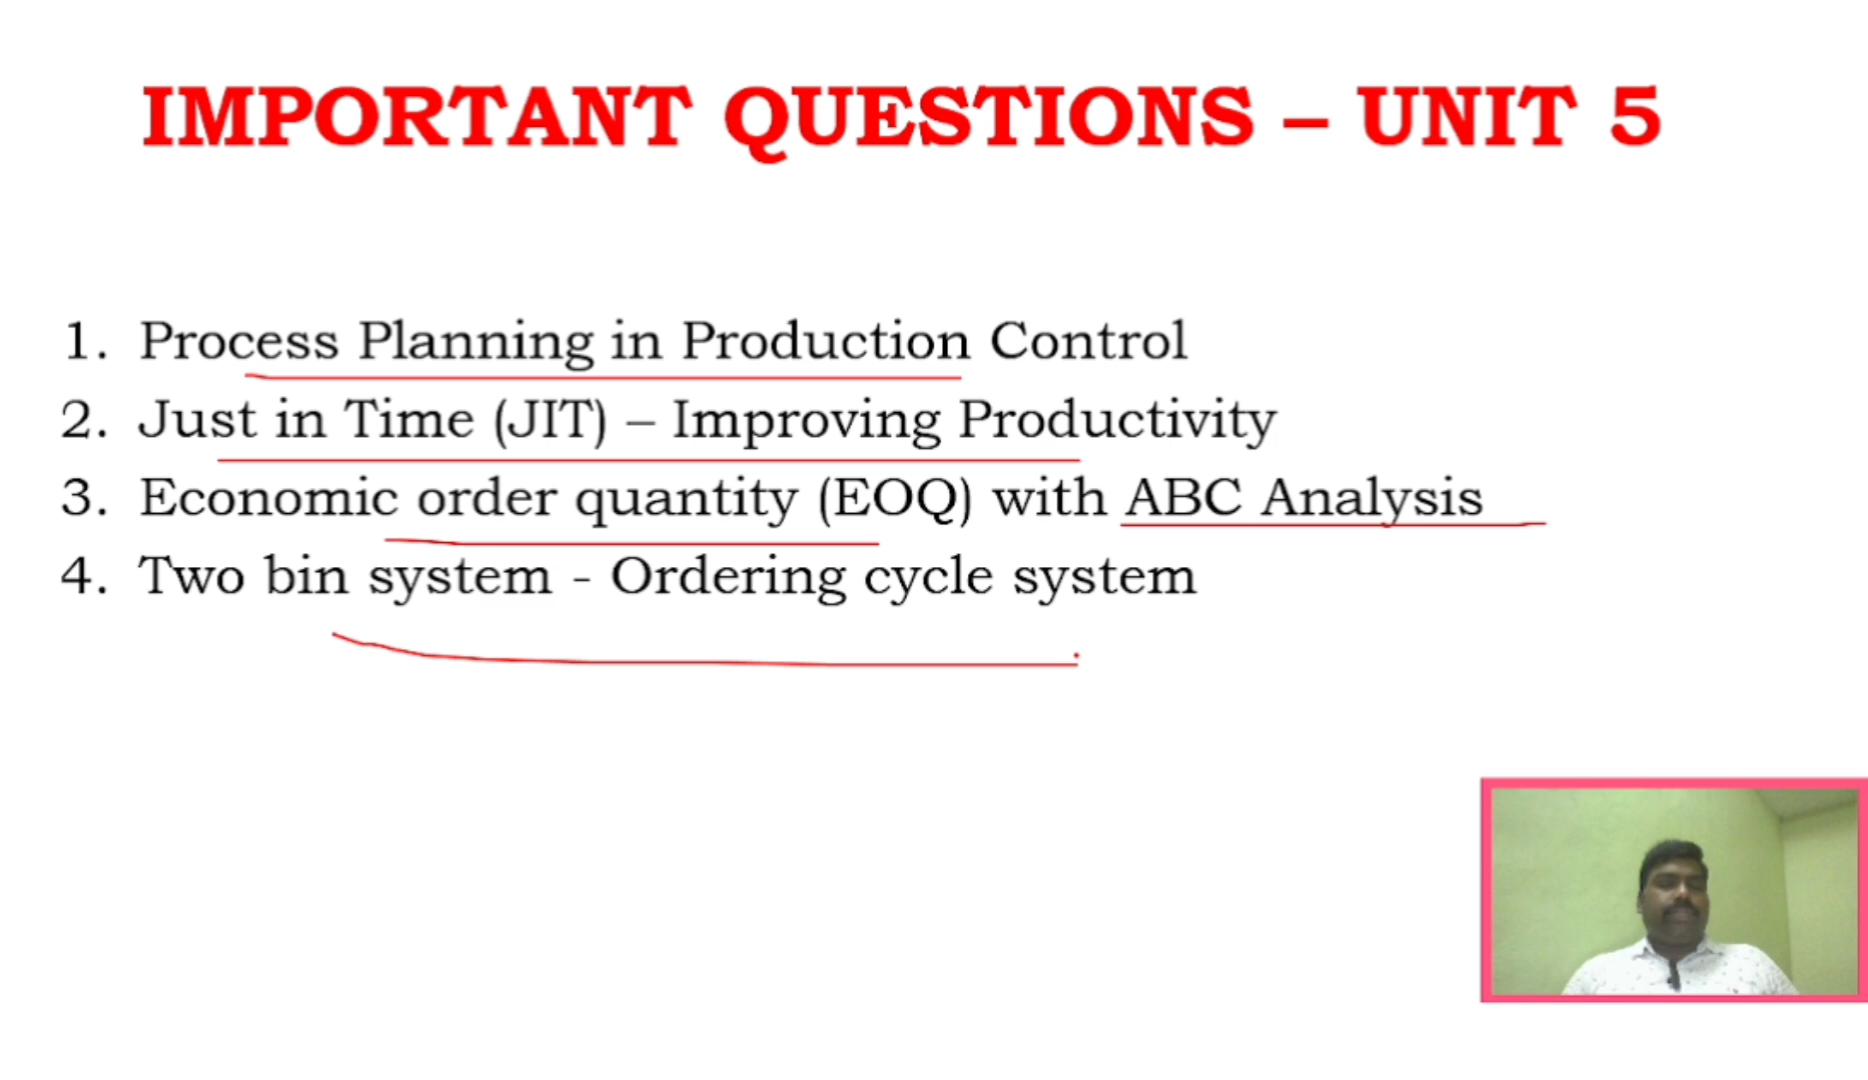 IMPORTANT QUESTIONS – UNIT 5
1. Process Planning in Production Control
2. Just in Time (JIT) – Improving Productivity
3. Economic order quantity (EOQ) with ABC Analysis
4. Two bin system - Ordering cycle system